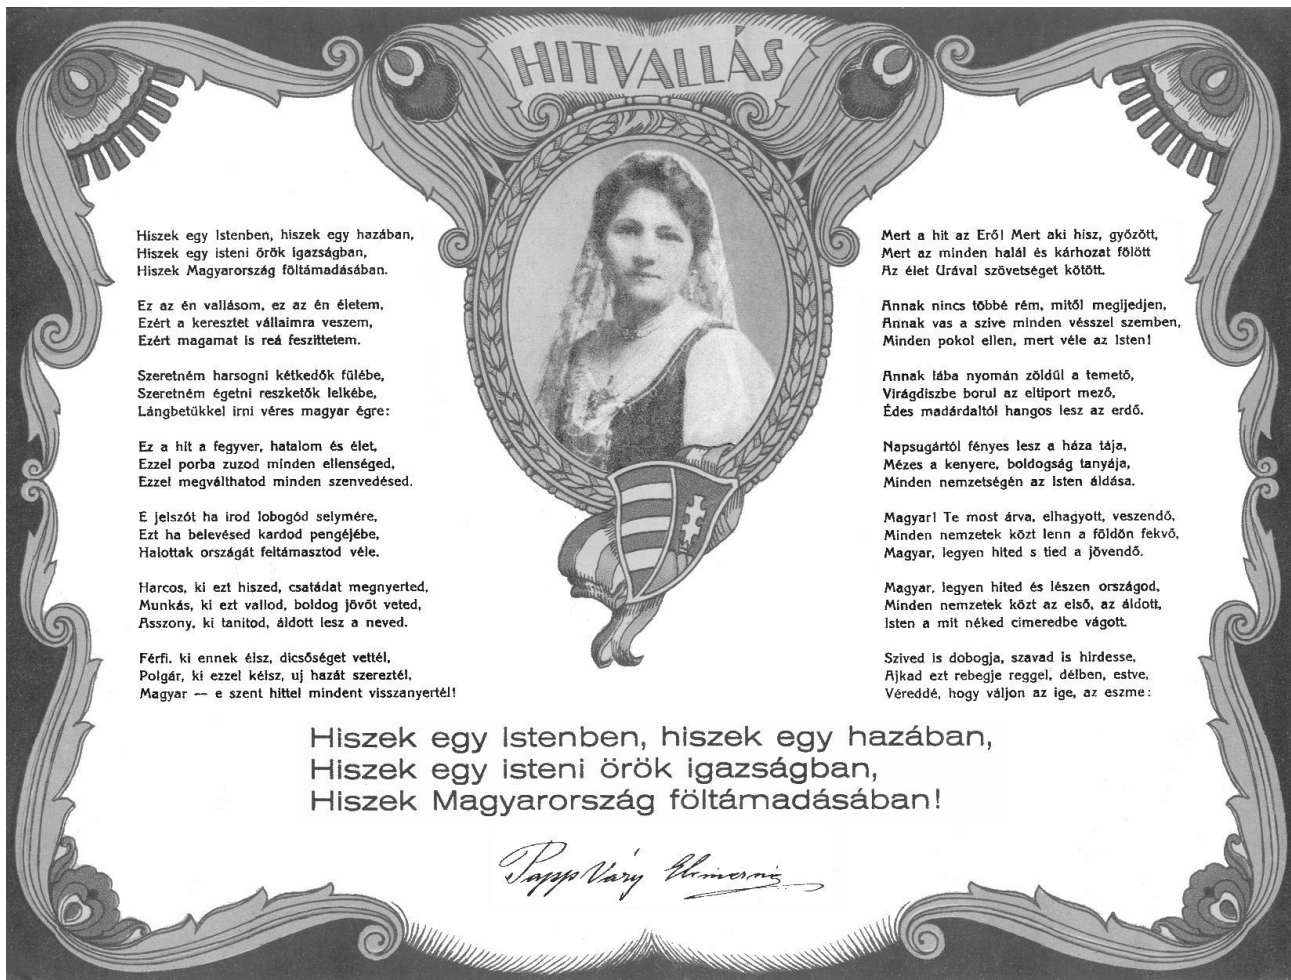 HITVALLÁS
Hiszek egy Istenben, hiszek egy hazában,
Hiszek egy isteni örök igazságban,
Hiszek Magyarország föltámadásában.
Ez az én vallásom, ez az én életem,
Ezért a keresztet vállaimra veszem,
Ezért magamat is reá feszittetem.
Szeretném harsogni kétkedők fülébe,
Szeretném égetni reszketők lelkébe,
Lángbetükkel irni véres magyar égre:
Ez a hit a fegyver, hatalom és élet,
Ezzel porba zuzod minden ellenséged,
Ezzel megválthatod minden szenvedésed.
E jelszót ha irod lobogód selymére,
Ezt ha belevésed kardod pengéjébe,
Halottak országát feltámasztod véle.
Harcos, ki ezt hiszed, csatádat megnyerted,
Munkás, ki ezt vallod, boldog jövőt veted,
Asszony, ki tanitod, áldott lesz a neved.
Férfi, ki ennek élsz, dicsőséget vettél,
Polgár, ki ezzel kélsz, uj hazát szereztél,
Magyar — e szent hittel mindent visszanyertél!
Mert a hit az Erő! Mert aki hisz, győzött,
Mert az minden halál és kárhozat fölött
Az élet Urával szövetséget kötött.
Annak nincs többé rém, mitől megijedjen,
Annak vas a szive minden vésszel szemben,
Minden pokol ellen, mert véle az Isten!
Annak lába nyomán zöldül a temető,
Virágdiszbe borul az eltiport mező,
Édes madárdaltól hangos lesz az erdő.
Napsugártól fényes lesz a háza tája,
Mézes a kenyere, boldogság tanyája,
Minden nemzetségén az Isten áldása.
Magyar! Te most árva, elhagyott, veszendő,
Minden nemzetek közt lenn a földön fekvő,
Magyar, legyen hited s tied a jövendő.
Magyar, legyen hited és lészen országod,
Minden nemzetek közt az első, az áldott,
Isten a mit néked cimeredbe vágott.
Szived is dobogja, szavad is hirdesse,
Ajkad ezt rebegje reggel, délben, estve,
Véreddé, hogy váljon az ige, az eszme:
Hiszek egy Istenben, hiszek egy hazában,
Hiszek egy isteni örök igazságban,
Hiszek Magyarország föltámadásában!
Papp Váry Elemérné